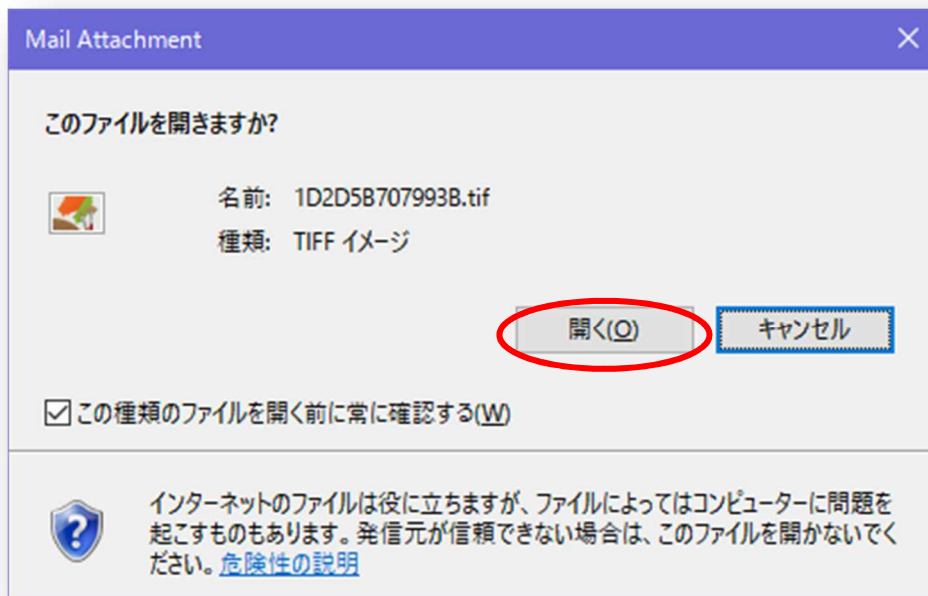 Mail Attachment
このファイルを開きますか?
名前: 1D2D5B707993B.tif
種類: TIFF イメージ
開く(O) キャンセル
この種類のファイルを開く前に常に確認する(W)
インターネットのファイルは役に立ちますが、ファイルによってはコンピューターに問題を
起こすものもあります。発信元が信頼できない場合は、このファイルを開かないでく
ださい。危険性の説明